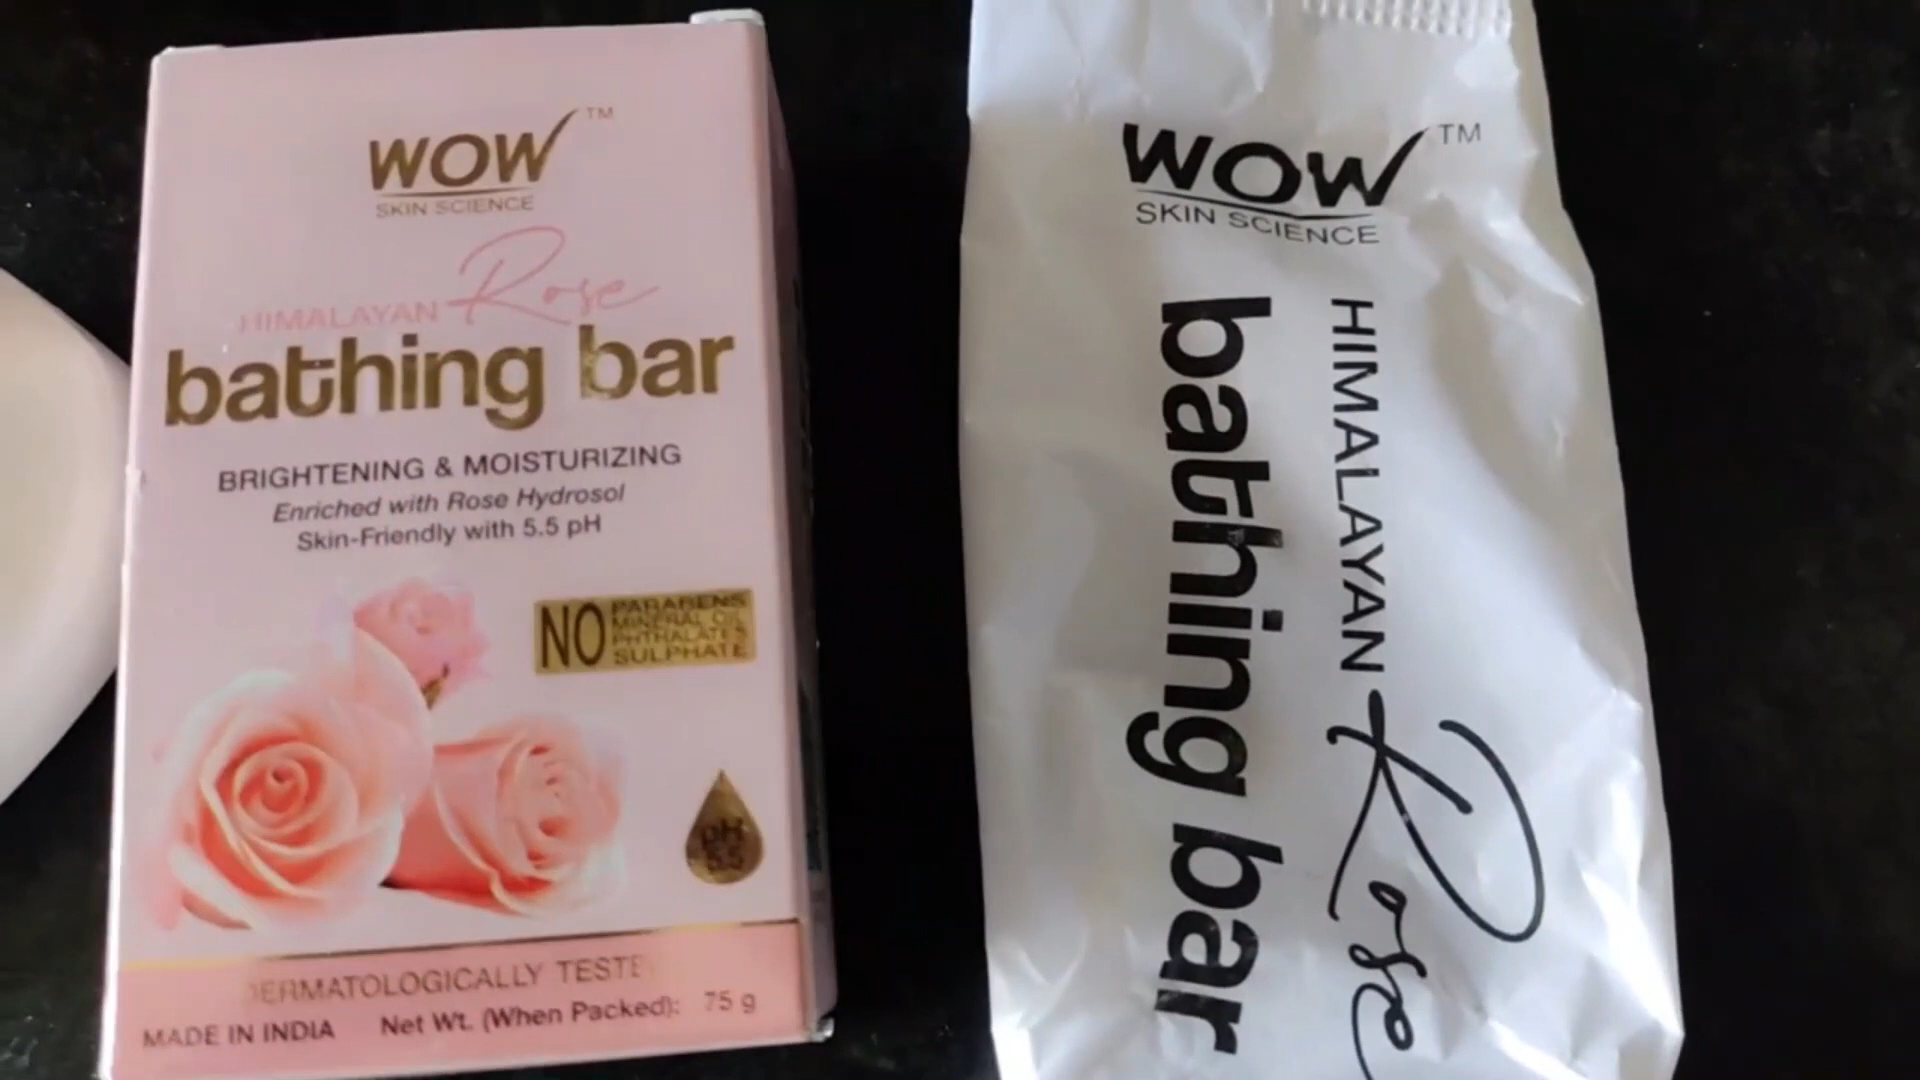 WOW™
SKIN SCIENCE
HIMALAYAN Rose
bathing bar
BRIGHTENING & MOISTURIZING
Enriched with Rose Hydrosol
Skin-Friendly with 5.5 pH
NO
PARABENS
MINERAL OIL
PHTHALATES
SULPHATE
pH
5.5
DERMATOLOGICALLY TESTE
MADE IN INDIA Net Wt. (When Packed): 75 g
WOW™
SKIN SCIENCE
HIMALAYAN Rose
bathing bar